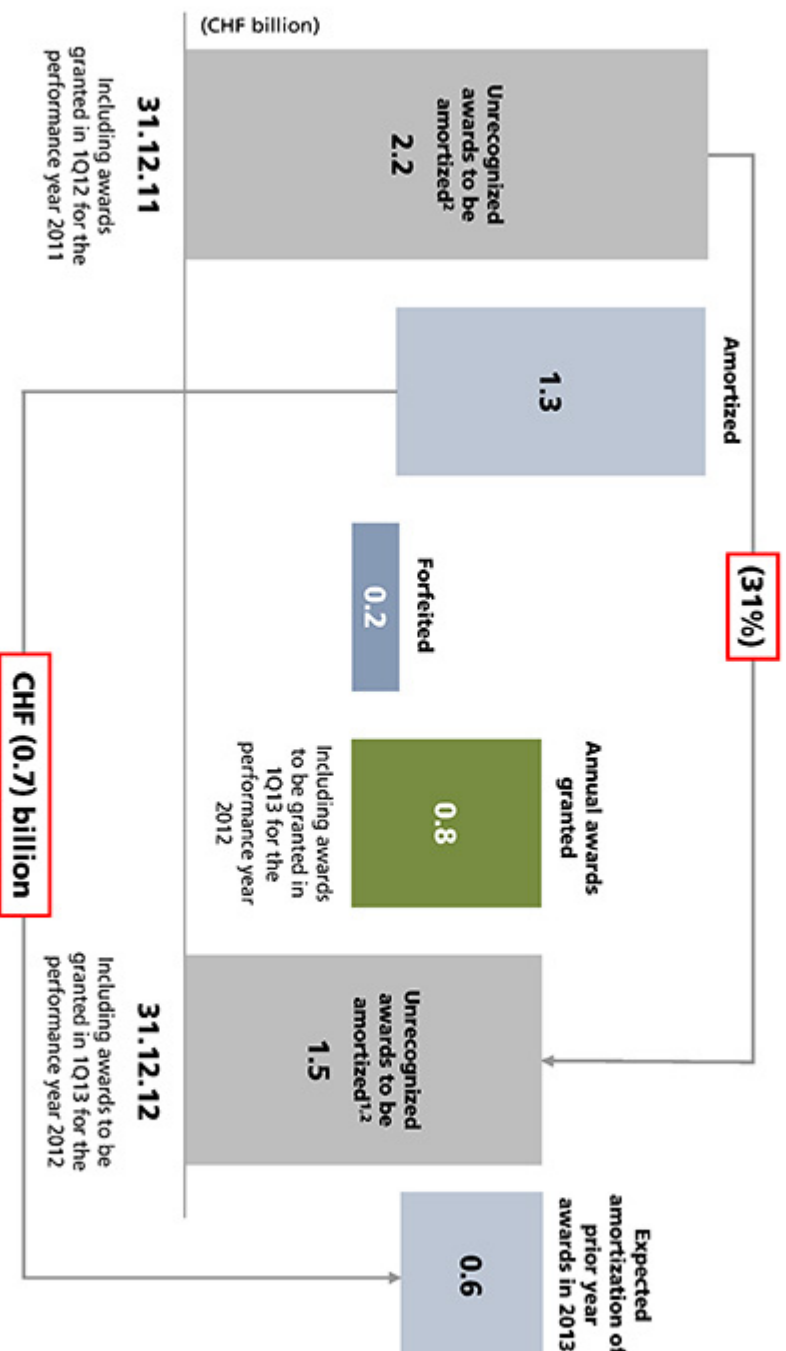 (CHF billion)
(31%)
Unrecognized
awards to be
amortized²
2.2
31.12.11
Including awards
granted in 1Q12 for the
performance year 2011
Amortized
1.3
Forfeited
0.2
Annual awards
granted
0.8
Including awards
to be granted in
1Q13 for the
performance year
2012
Unrecognized
awards to be
amortized¹,²
1.5
31.12.12
Including awards to be
granted in 1Q13 for the
performance year 2012
Expected
amortization of
prior year
awards in 2013
0.6
CHF (0.7) billion